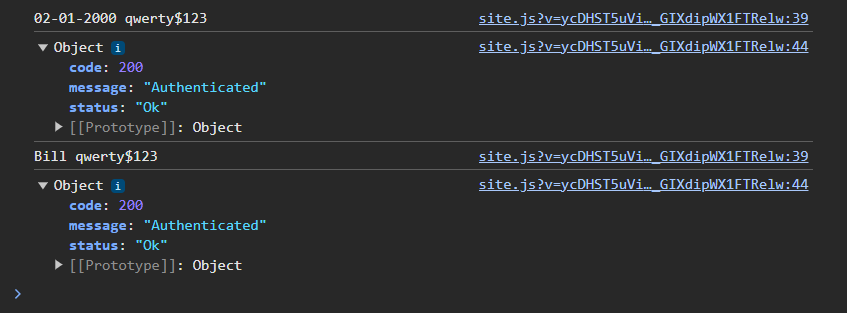 02-01-2000 qwerty$123 site.js?v=ycDHST5uVi…_GIXdipWX1FTRelw:39
▼ Object i site.js?v=ycDHST5uVi…_GIXdipWX1FTRelw:44
code: 200
message: "Authenticated"
status: "Ok"
▶ [[Prototype]]: Object
Bill qwerty$123 site.js?v=ycDHST5uVi…_GIXdipWX1FTRelw:39
▼ Object i site.js?v=ycDHST5uVi…_GIXdipWX1FTRelw:44
code: 200
message: "Authenticated"
status: "Ok"
▶ [[Prototype]]: Object
>